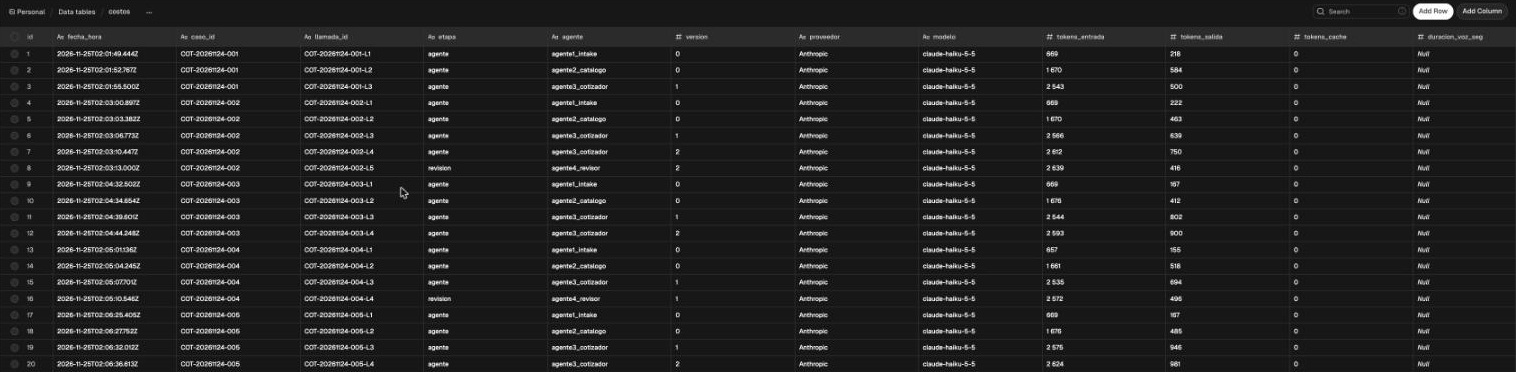 Personal / Data tables / costos ...
Search Add Row Add Column
id fecha_hora caso_id llamada_id etapa agente version proveedor modelo tokens_entrada tokens_salida tokens_cache duracion_voz_seg
1 2026-11-25T02:01:49.444Z COT-20261124-001 COT-20261124-001-L1 agente agente1_intake 0 Anthropic claude-haiku-5-5 669 218 0 Null
2 2026-11-25T02:01:52.767Z COT-20261124-001 COT-20261124-001-L2 agente agente2_catalogo 0 Anthropic claude-haiku-5-5 1 670 584 0 Null
3 2026-11-25T02:01:55.500Z COT-20261124-001 COT-20261124-001-L3 agente agente3_cotizador 1 Anthropic claude-haiku-5-5 2 543 500 0 Null
4 2026-11-25T02:03:00.897Z COT-20261124-002 COT-20261124-002-L1 agente agente1_intake 0 Anthropic claude-haiku-5-5 669 222 0 Null
5 2026-11-25T02:03:03.382Z COT-20261124-002 COT-20261124-002-L2 agente agente2_catalogo 0 Anthropic claude-haiku-5-5 1 670 463 0 Null
6 2026-11-25T02:03:06.773Z COT-20261124-002 COT-20261124-002-L3 agente agente3_cotizador 1 Anthropic claude-haiku-5-5 2 566 639 0 Null
7 2026-11-25T02:03:10.447Z COT-20261124-002 COT-20261124-002-L4 agente agente3_cotizador 2 Anthropic claude-haiku-5-5 2 612 750 0 Null
8 2026-11-25T02:03:13.000Z COT-20261124-002 COT-20261124-002-L5 revision agente4_revisor 2 Anthropic claude-haiku-5-5 2 639 416 0 Null
9 2026-11-25T02:04:32.502Z COT-20261124-003 COT-20261124-003-L1 agente agente1_intake 0 Anthropic claude-haiku-5-5 669 167 0 Null
10 2026-11-25T02:04:34.654Z COT-20261124-003 COT-20261124-003-L2 agente agente2_catalogo 0 Anthropic claude-haiku-5-5 1 676 412 0 Null
11 2026-11-25T02:04:39.601Z COT-20261124-003 COT-20261124-003-L3 agente agente3_cotizador 1 Anthropic claude-haiku-5-5 2 544 802 0 Null
12 2026-11-25T02:04:44.248Z COT-20261124-003 COT-20261124-003-L4 agente agente3_cotizador 2 Anthropic claude-haiku-5-5 2 593 900 0 Null
13 2026-11-25T02:05:01.136Z COT-20261124-004 COT-20261124-004-L1 agente agente1_intake 0 Anthropic claude-haiku-5-5 657 155 0 Null
14 2026-11-25T02:05:04.245Z COT-20261124-004 COT-20261124-004-L2 agente agente2_catalogo 0 Anthropic claude-haiku-5-5 1 661 518 0 Null
15 2026-11-25T02:05:07.701Z COT-20261124-004 COT-20261124-004-L3 agente agente3_cotizador 1 Anthropic claude-haiku-5-5 2 535 694 0 Null
16 2026-11-25T02:05:10.546Z COT-20261124-004 COT-20261124-004-L4 revision agente4_revisor 1 Anthropic claude-haiku-5-5 2 572 496 0 Null
17 2026-11-25T02:06:25.405Z COT-20261124-005 COT-20261124-005-L1 agente agente1_intake 0 Anthropic claude-haiku-5-5 669 167 0 Null
18 2026-11-25T02:06:27.752Z COT-20261124-005 COT-20261124-005-L2 agente agente2_catalogo 0 Anthropic claude-haiku-5-5 1 676 485 0 Null
19 2026-11-25T02:06:32.012Z COT-20261124-005 COT-20261124-005-L3 agente agente3_cotizador 1 Anthropic claude-haiku-5-5 2 575 946 0 Null
20 2026-11-25T02:06:36.613Z COT-20261124-005 COT-20261124-005-L4 agente agente3_cotizador 2 Anthropic claude-haiku-5-5 2 624 981 0 Null